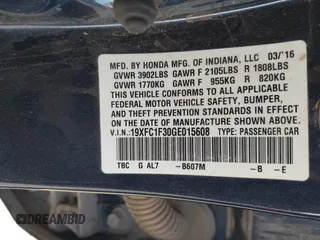 MFD. BY HONDA MFG. OF INDIANA, LLC 03/16
GVWR 3902LBS GAWR F 2105LBS R 1808LBS
GVWR 1770KG GAWR F 955KG R 820KG
THIS VEHICLE CONFORMS TO ALL APPLICABLE
FEDERAL MOTOR VEHICLE SAFETY, BUMPER,
AND THEFT PREVENTION STANDARDS IN EFFECT
ON THE DATE OF MANUFACTURE SHOWN ABOVE.
V.I.N.: 19XFC1F30GE015608 TYPE: PASSENGER CAR
TBC G AL7 -B607M -B -E
DREAMBID